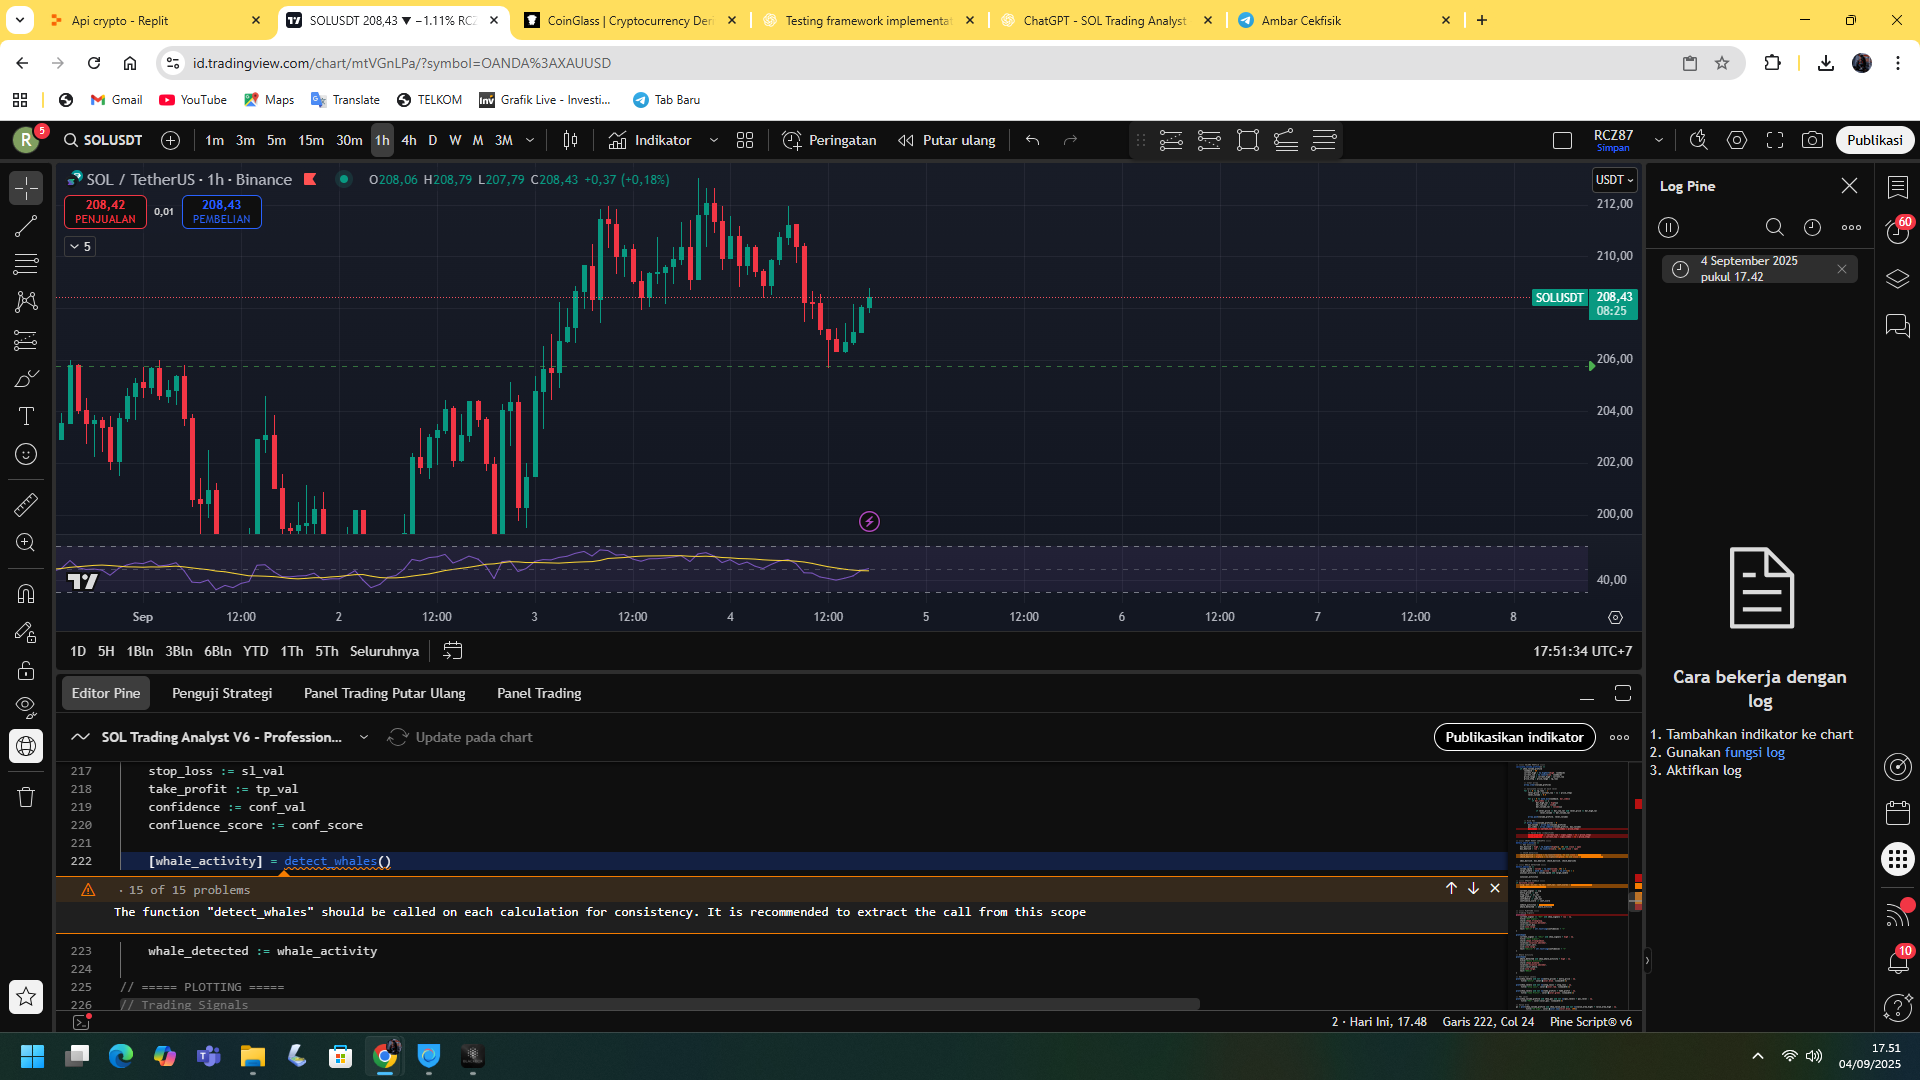 Api crypto - Replit
SOLUSDT 208,43 ▼ −1.11% RCZ
CoinGlass | Cryptocurrency Deri
Testing framework implementat
ChatGPT - SOL Trading Analyst
Ambar Cekfisik
id.tradingview.com/chart/mtVGnLPa/?symbol=OANDA%3AXAUUSD
Gmail
YouTube
Maps
Translate
TELKOM
Inv
Grafik Live - Investi...
Tab Baru
R
5
SOLUSDT
1m 3m 5m 15m 30m 1h 4h D W M 3M
Indikator
Peringatan
Putar ulang
RCZ87
Simpan
Publikasi
SOL / TetherUS · 1h · Binance
O208,06 H208,79 L207,79 C208,43 +0,37 (+0,18%)
208,42
PENJUALAN
0,01
208,43
PEMBELIAN
5
USDT
212,00
210,00
SOLUSDT
208,43
08:25
206,00
204,00
202,00
200,00
40,00
Sep 12:00 2 12:00 3 12:00 4 12:00 5 12:00 6 12:00 7 12:00 8
1D 5H 1Bln 3Bln 6Bln YTD 1Th 5Th Seluruhnya
17:51:34 UTC+7
Log Pine
4 September 2025
pukul 17.42
Cara bekerja dengan
log
1. Tambahkan indikator ke chart
2. Gunakan fungsi log
3. Aktifkan log
60
10
Editor Pine
Penguji Strategi
Panel Trading Putar Ulang
Panel Trading
SOL Trading Analyst V6 - Profession...
Update pada chart
Publikasikan indikator
217 stop_loss := sl_val
218 take_profit := tp_val
219 confidence := conf_val
220 confluence_score := conf_score
221
222 [whale_activity] = detect_whales()
· 15 of 15 problems
The function "detect_whales" should be called on each calculation for consistency. It is recommended to extract the call from this scope
223 whale_detected := whale_activity
224
225 // ===== PLOTTING =====
226 // Trading Signals
2 · Hari Ini, 17.48
Garis 222, Col 24
Pine Script® v6
17.51
04/09/2025